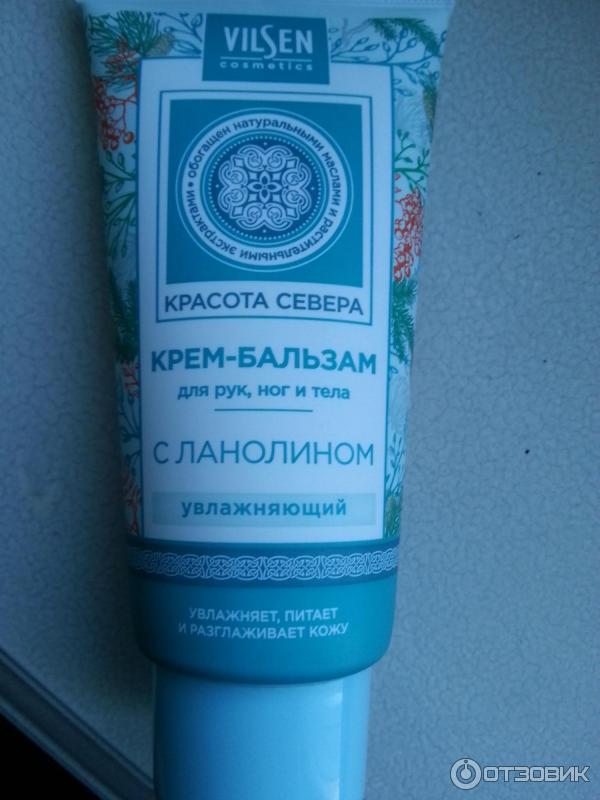 VILSEN
cosmetics
• обогащен натуральными маслами и растительными экстрактами
КРАСОТА СЕВЕРА
КРЕМ-БАЛЬЗАМ
для рук, ног и тела
С ЛАНОЛИНОМ
увлажняющий
УВЛАЖНЯЕТ, ПИТАЕТ
И РАЗГЛАЖИВАЕТ КОЖУ
ОТЗОВИК